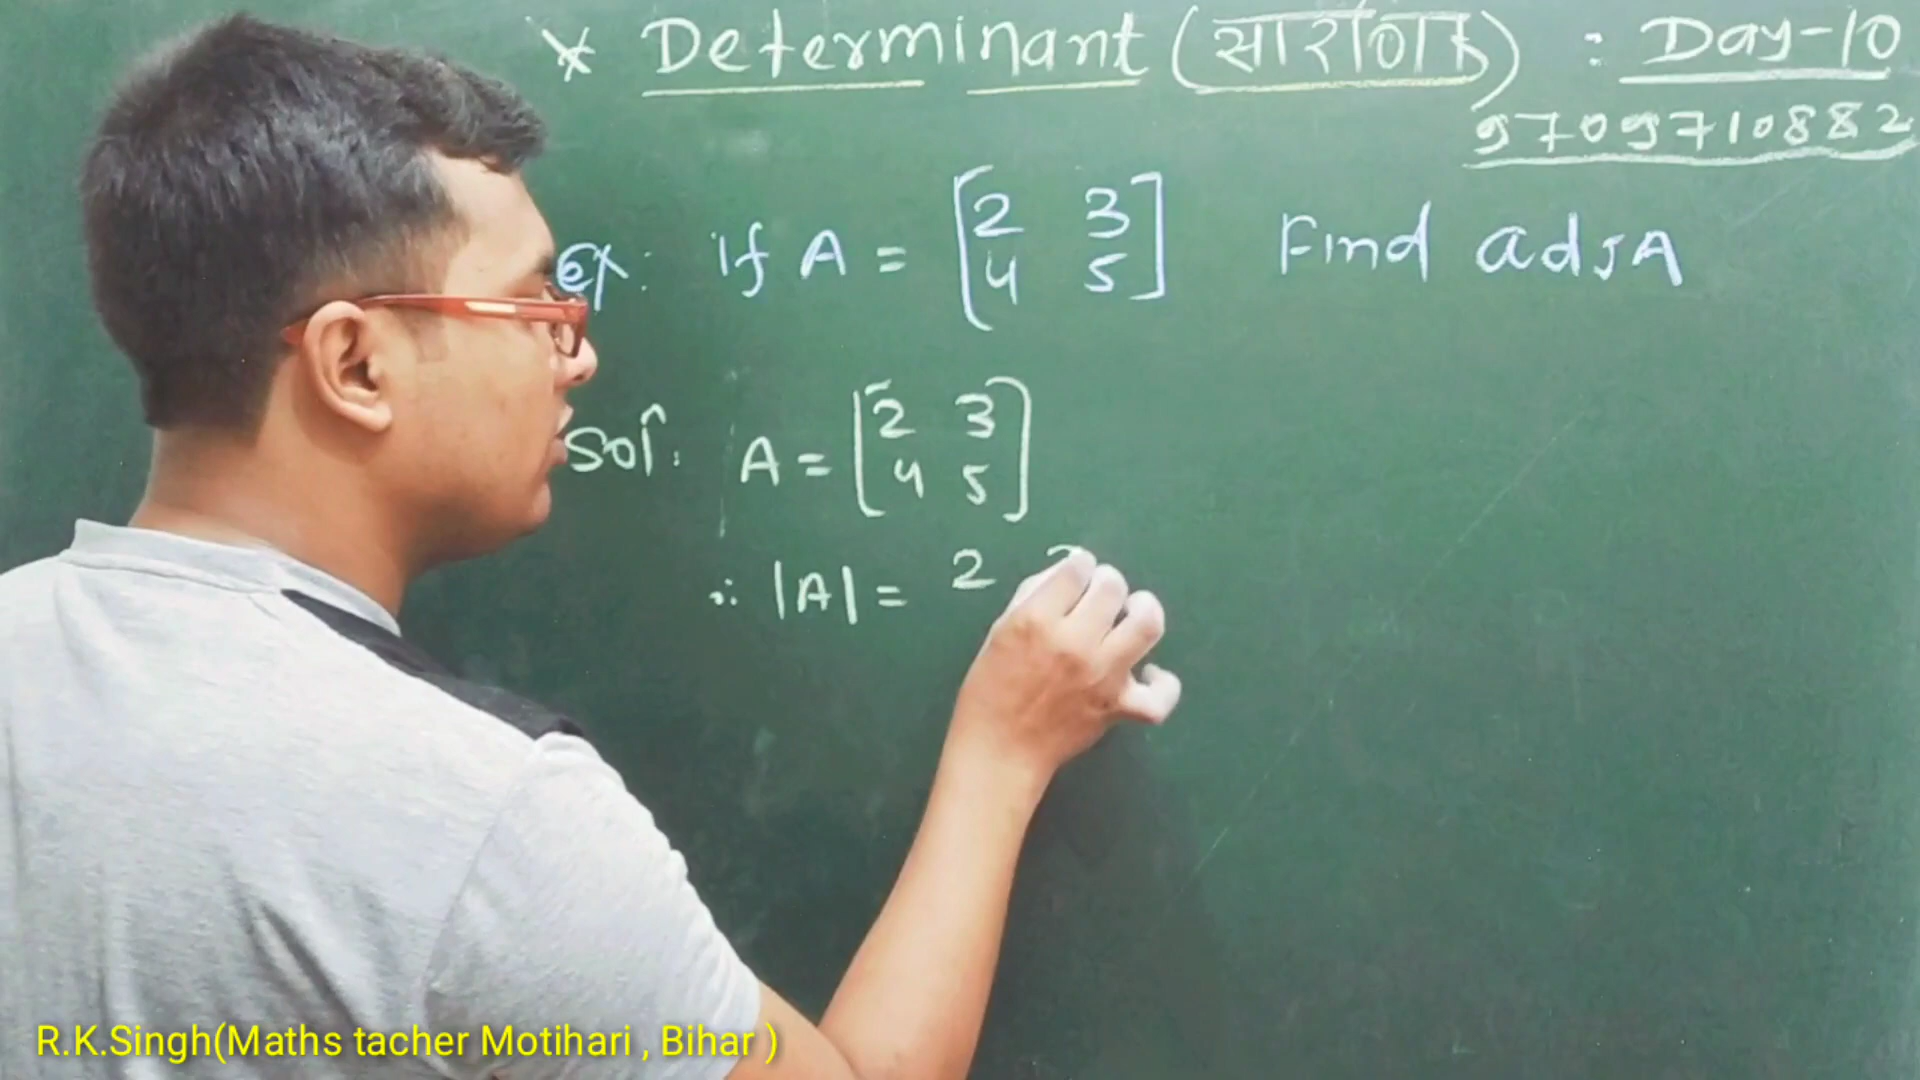 * Determinant (सारणिक) : Day-10
9709710882
ex: if A = [2 3
4 5] Find adjA
Sol: A = [2 3
4 5]
∴ |A| = 2
R.K.Singh(Maths tacher Motihari , Bihar )